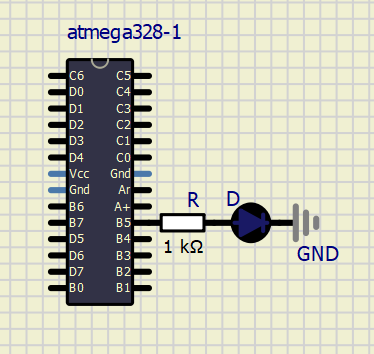 atmega328-1
C6 C5
D0 C4
D1 C3
D2 C2
D3 C1
D4 C0
Vcc Gnd
Gnd Ar
B6 A+
B7 B5
D5 B4
D6 B3
D7 B2
B0 B1
R
1 kΩ
D
GND